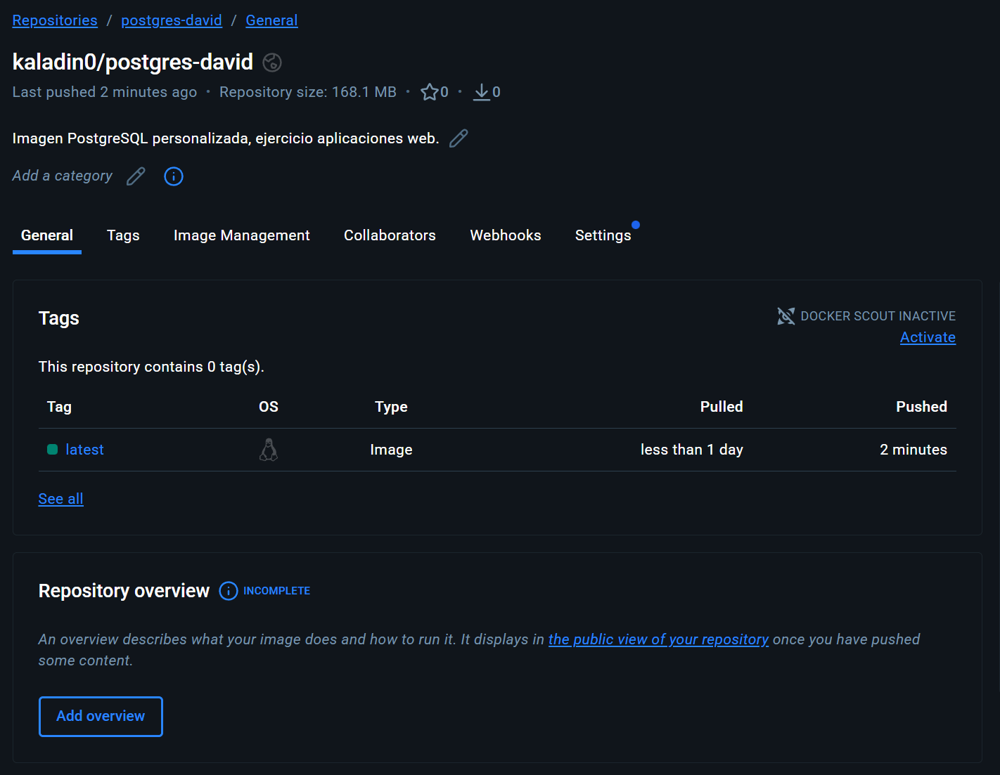 Repositories / postgres-david / General
kaladin0/postgres-david
Last pushed 2 minutes ago • Repository size: 168.1 MB • 0 • 0
Imagen PostgreSQL personalizada, ejercicio aplicaciones web.
Add a category
General Tags Image Management Collaborators Webhooks Settings
Tags
DOCKER SCOUT INACTIVE
Activate
This repository contains 0 tag(s).
Tag OS Type Pulled Pushed
latest Image less than 1 day 2 minutes
See all
Repository overview INCOMPLETE
An overview describes what your image does and how to run it. It displays in the public view of your repository once you have pushed
some content.
Add overview